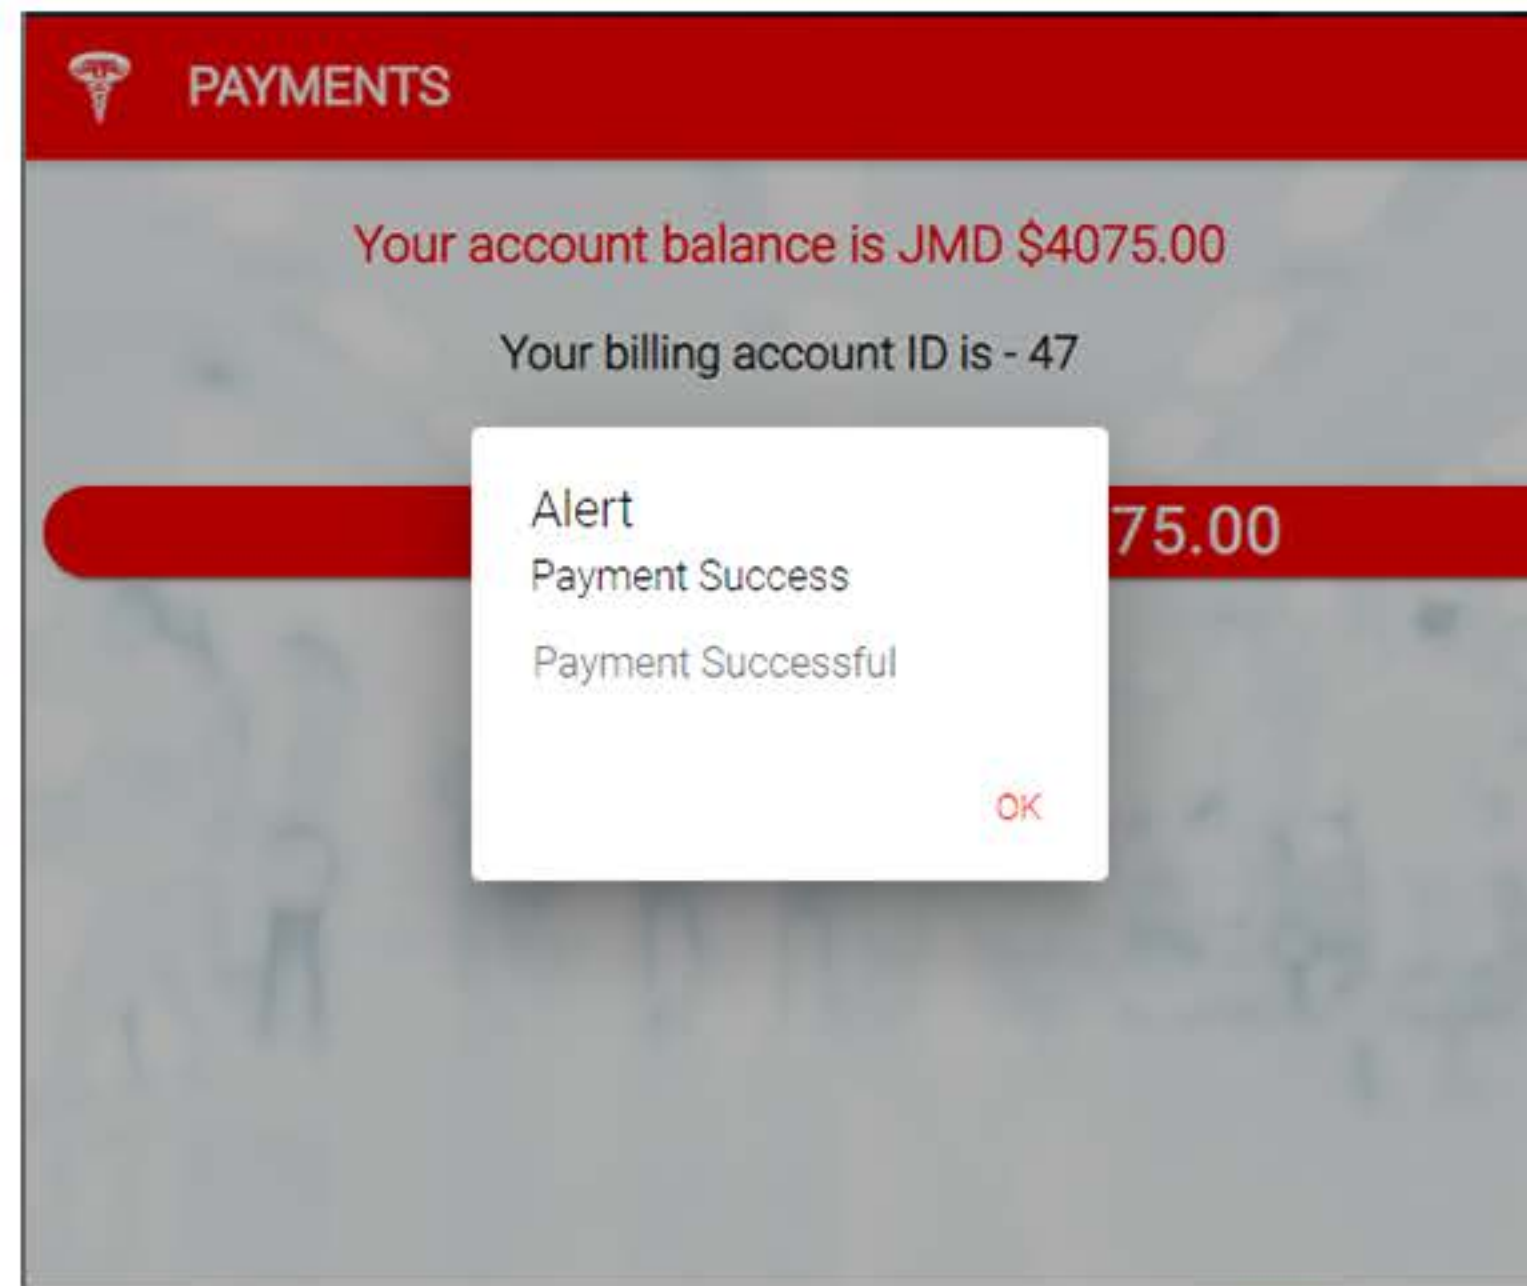 PAYMENTS
Your account balance is JMD $4075.00
Your billing account ID is - 47
75.00
Alert
Payment Success
Payment Successful
OK